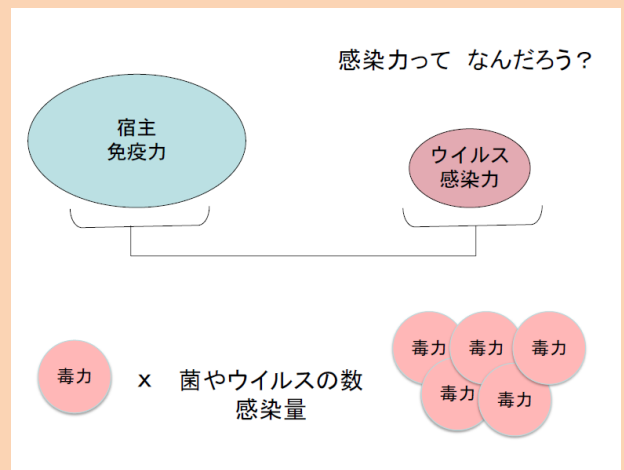 感染力って なんだろう？
宿主
免疫力
ウイルス
感染力
毒力
x
菌やウイルスの数
感染量
毒力
毒力
毒力
毒力
毒力